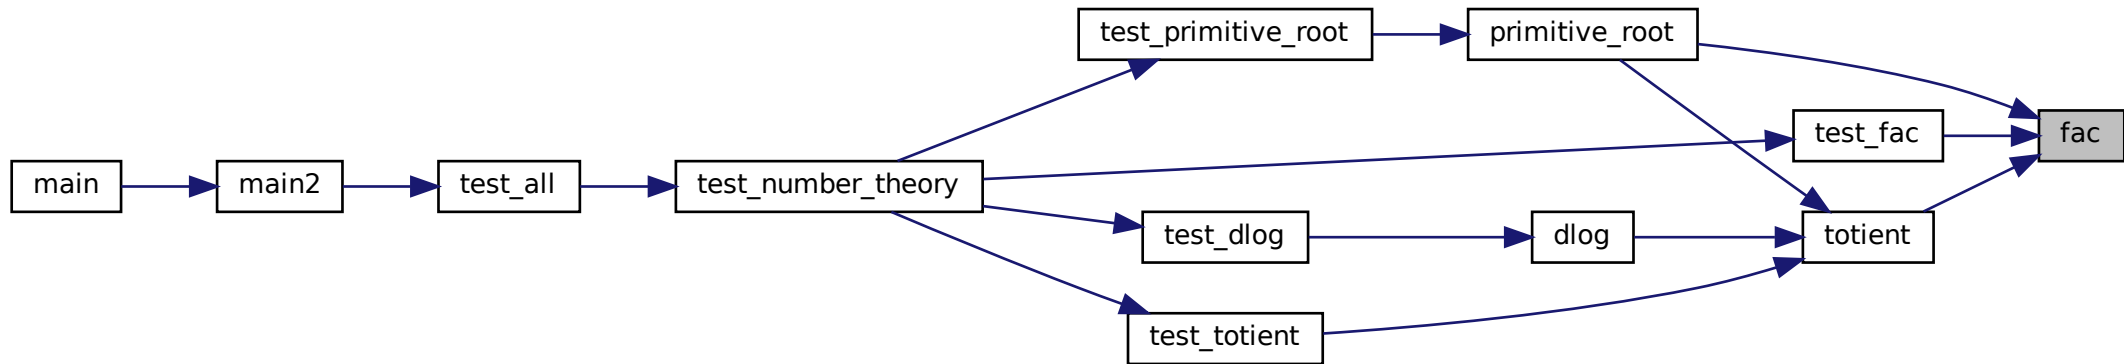 test_primitive_root
primitive_root
test_fac
fac
main
main2
test_all
test_number_theory
test_dlog
dlog
totient
test_totient